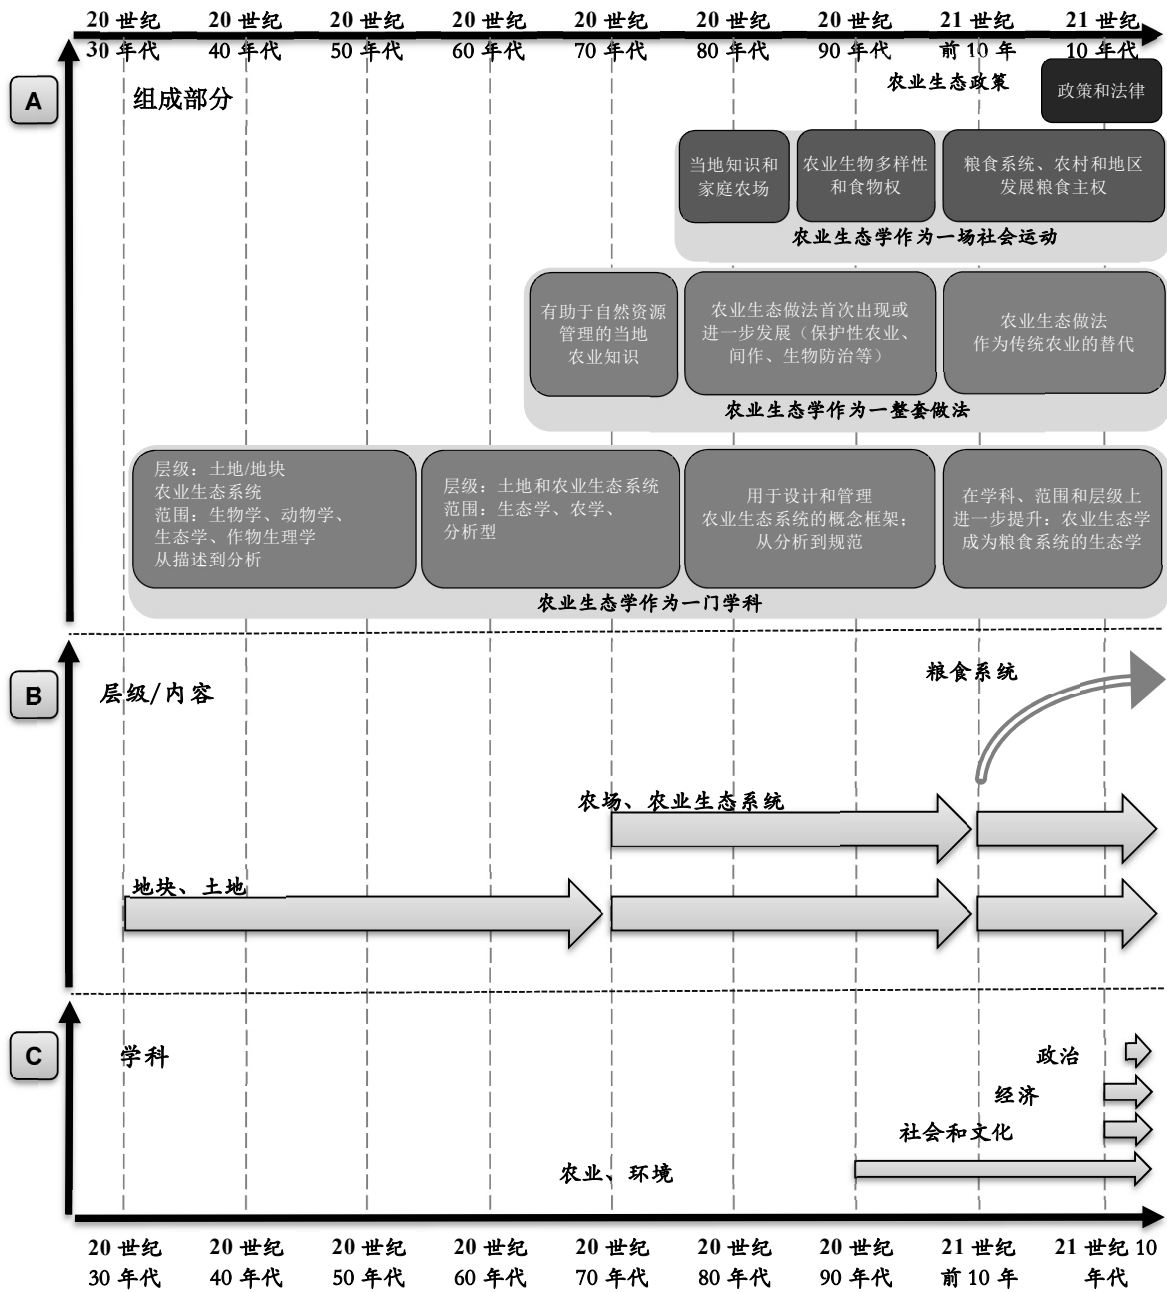 20 世纪
30 年代
20 世纪
40 年代
20 世纪
50 年代
20 世纪
60 年代
20 世纪
70 年代
20 世纪
80 年代
20 世纪
90 年代
21 世纪
前 10 年
21 世纪
10 年代
A
组成部分
农业生态政策
政策和法律
当地知识和
家庭农场
农业生物多样性
和食物权
粮食系统、农村和地区
发展粮食主权
农业生态学作为一场社会运动
有助于自然资源
管理的当地
农业知识
农业生态做法首次出现或
进一步发展（保护性农业、
间作、生物防治等）
农业生态做法
作为传统农业的替代
农业生态学作为一整套做法
层级：土地/地块
农业生态系统
范围：生物学、动物学、
生态学、作物生理学
从描述到分析
层级：土地和农业生态系统
范围：生态学、农学、
分析型
用于设计和管理
农业生态系统的概念框架；
从分析到规范
在学科、范围和层级上
进一步提升：农业生态学
成为粮食系统的生态学
农业生态学作为一门学科
B
层级/内容
粮食系统
农场、农业生态系统
地块、土地
C
学科
政治
经济
社会和文化
农业、环境
20 世纪
30 年代
20 世纪
40 年代
20 世纪
50 年代
20 世纪
60 年代
20 世纪
70 年代
20 世纪
80 年代
20 世纪
90 年代
21 世纪
前 10 年
21 世纪 10
年代